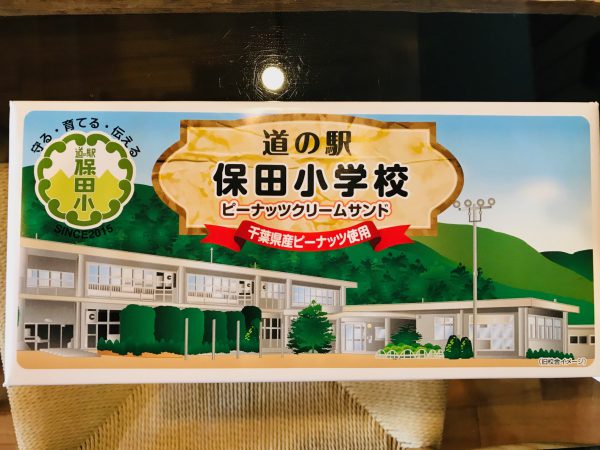 守る・育てる・伝える
道の駅
保田小
SINCE2015
道の駅
保田小学校
ピーナッツクリームサンド
千葉県産ピーナッツ使用
(旧校舎イメージ)